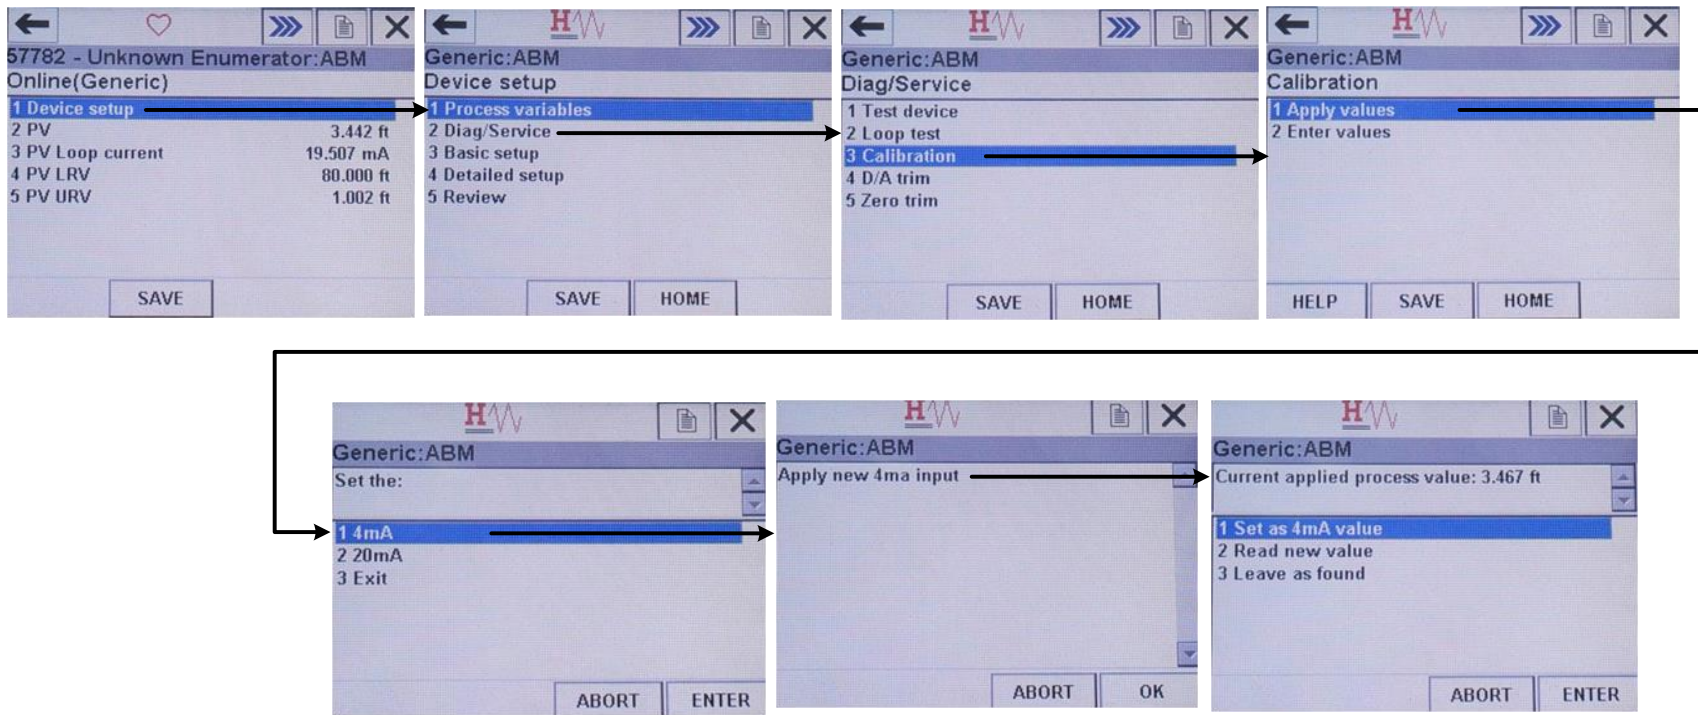 57782 - Unknown Enumerator:ABM
Online(Generic)
1 Device setup
2 PV 3.442 ft
3 PV Loop current 19.507 mA
4 PV LRV 80.000 ft
5 PV URV 1.002 ft
SAVE
H
Generic:ABM
Device setup
1 Process variables
2 Diag/Service
3 Basic setup
4 Detailed setup
5 Review
SAVE HOME
H
Generic:ABM
Diag/Service
1 Test device
2 Loop test
3 Calibration
4 D/A trim
5 Zero trim
SAVE HOME
H
Generic:ABM
Calibration
1 Apply values
2 Enter values
HELP SAVE HOME
H
Generic:ABM
Set the:
1 4mA
2 20mA
3 Exit
ABORT ENTER
H
Generic:ABM
Apply new 4ma input
ABORT OK
H
Generic:ABM
Current applied process value: 3.467 ft
1 Set as 4mA value
2 Read new value
3 Leave as found
ABORT ENTER